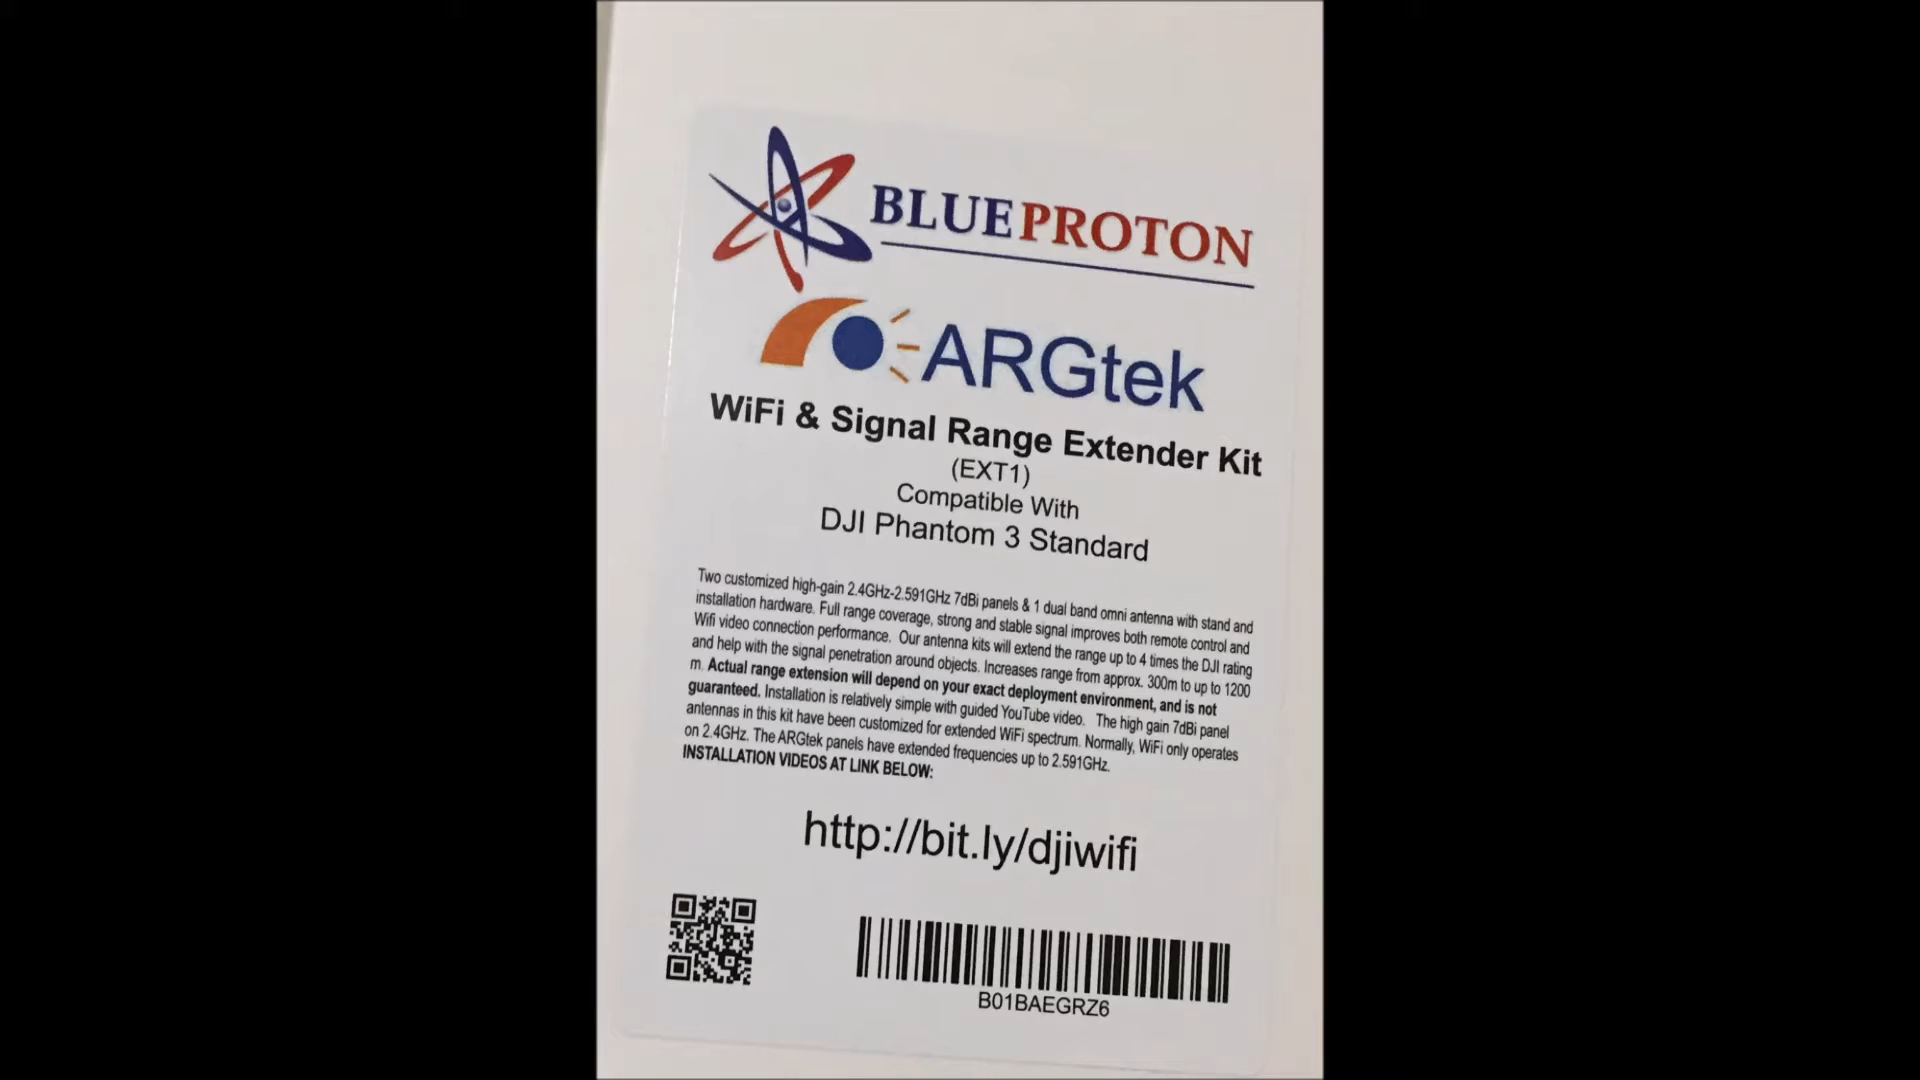 BLUEPROTON
ARGtek
WiFi & Signal Range Extender Kit
(EXT1)
Compatible With
DJI Phantom 3 Standard
Two customized high-gain 2.4GHz-2.591GHz 7dBi panels & 1 dual band omni antenna with stand and
installation hardware. Full range coverage, strong and stable signal improves both remote control and
Wifi video connection performance. Our antenna kits will extend the range up to 4 times the DJI rating
and help with the signal penetration around objects. Increases range from approx. 300m to up to 1200
m. Actual range extension will depend on your exact deployment environment, and is not
guaranteed. Installation is relatively simple with guided YouTube video. The high gain 7dBi panel
antennas in this kit have been customized for extended WiFi spectrum. Normally, WiFi only operates
on 2.4GHz. The ARGtek panels have extended frequencies up to 2.591GHz.
INSTALLATION VIDEOS AT LINK BELOW:
http://bit.ly/djiwifi
B01BAEGRZ6